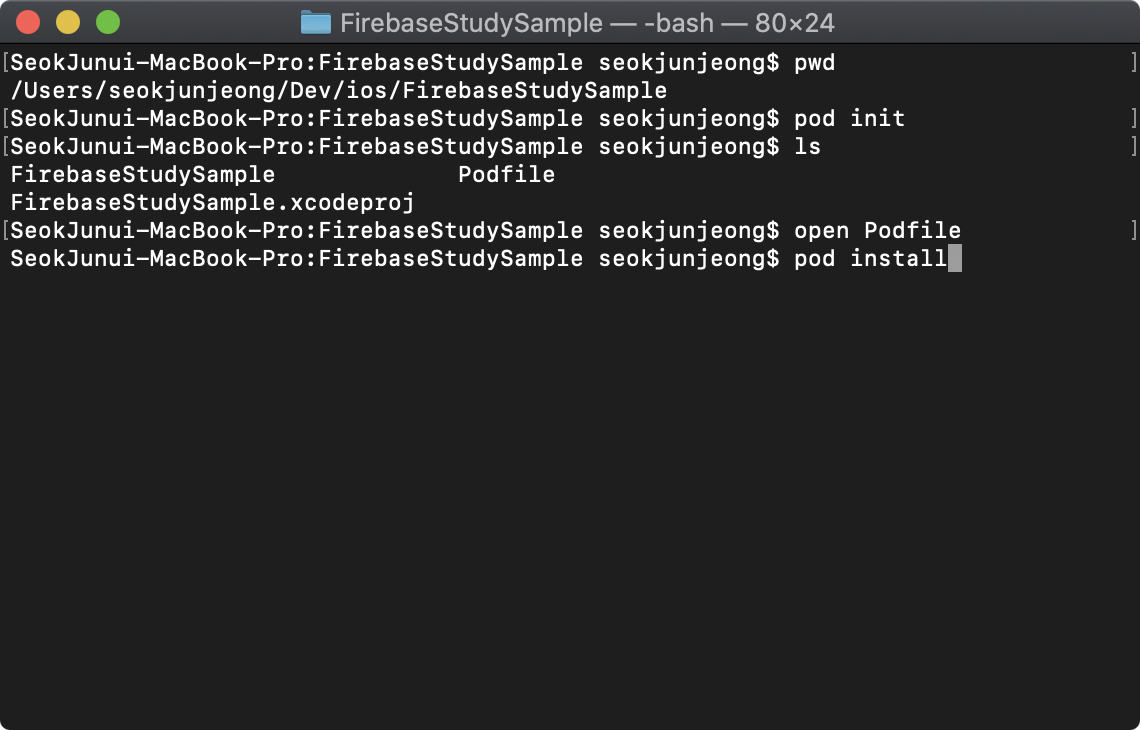 FirebaseStudySample — -bash — 80×24
[SeokJunui-MacBook-Pro:FirebaseStudySample seokjunjeong$ pwd ]
/Users/seokjunjeong/Dev/ios/FirebaseStudySample
[SeokJunui-MacBook-Pro:FirebaseStudySample seokjunjeong$ pod init ]
[SeokJunui-MacBook-Pro:FirebaseStudySample seokjunjeong$ ls ]
FirebaseStudySample Podfile
FirebaseStudySample.xcodeproj
[SeokJunui-MacBook-Pro:FirebaseStudySample seokjunjeong$ open Podfile ]
SeokJunui-MacBook-Pro:FirebaseStudySample seokjunjeong$ pod install